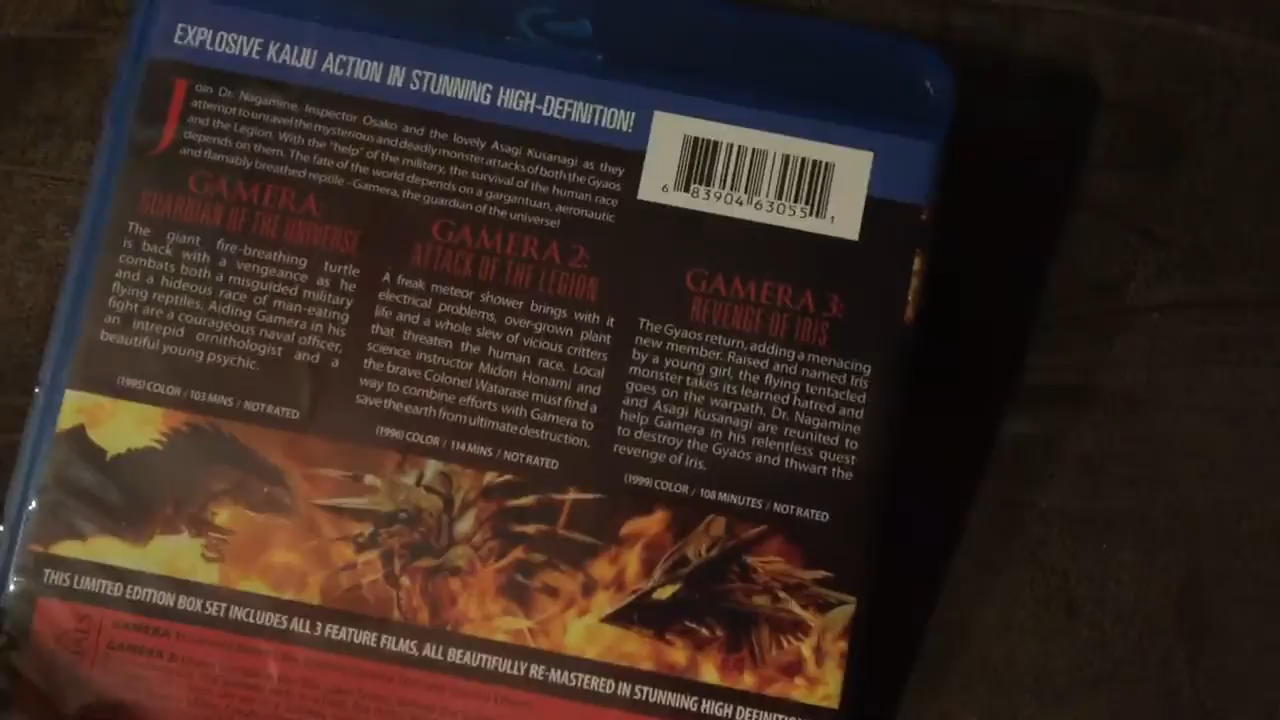 EXPLOSIVE KAIJU ACTION IN STUNNING HIGH-DEFINITION!
Join Dr. Nagamine, Inspector Osako and the lovely Asagi Kusanagi as they
attempt to unravel the mysterious and deadly monster attacks of both the Gyaos
and the Legion. With the "help" of the military, the survival of the human race
depends on them. The fate of the world depends on a gargantuan, aeronautic
and flamably breathed reptile - Gamera, the guardian of the universe!
6 83904 63055 1
GAMERA:
GUARDIAN OF THE UNIVERSE
The giant fire-breathing turtle
is back with a vengeance as he
combats both a misguided military
and a hideous race of man-eating
flying reptiles. Aiding Gamera in his
fight are a courageous naval officer,
an intrepid ornithologist and a
beautiful young psychic.
(1995) COLOR / 103 MINS / NOT RATED
GAMERA 2:
ATTACK OF THE LEGION
A freak meteor shower brings with it
electrical problems, over-grown plant
life and a whole slew of vicious critters
that threaten the human race. Local
science instructor Midori Honami and
the brave Colonel Watarase must find a
way to combine efforts with Gamera to
save the earth from ultimate destruction.
(1996) COLOR / 114 MINS / NOT RATED
GAMERA 3:
REVENGE OF IRIS
The Gyaos return, adding a menacing
new member. Raised and named Iris
by a young girl, the flying tentacled
monster takes its learned hatred and
goes on the warpath. Dr. Nagamine
and Asagi Kusanagi are reunited to
help Gamera in his relentless quest
to destroy the Gyaos and thwart the
revenge of Iris.
(1999) COLOR / 108 MINUTES / NOT RATED
THIS LIMITED EDITION BOX SET INCLUDES ALL 3 FEATURE FILMS, ALL BEAUTIFULLY RE-MASTERED IN STUNNING HIGH
GAMERA 1:
GAMERA 2: